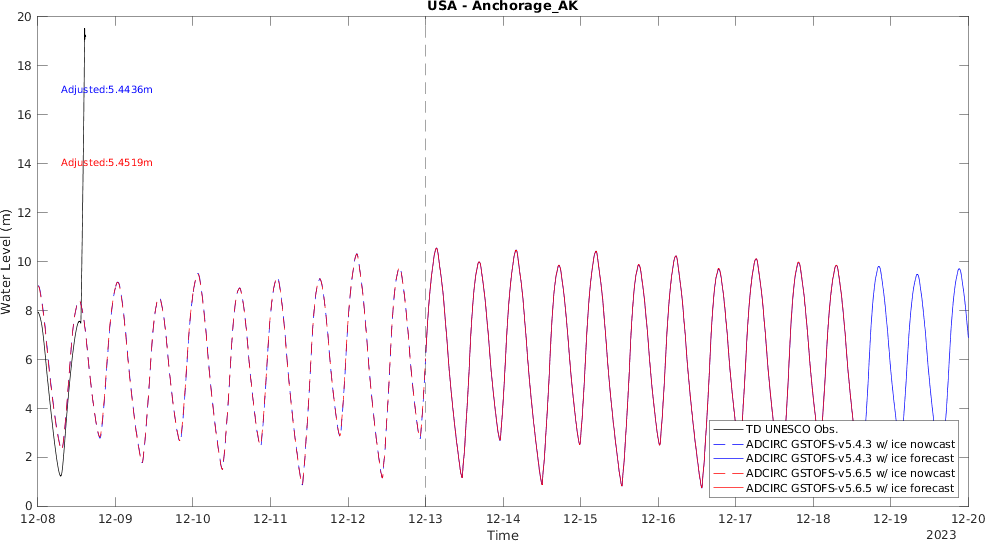 USA - Anchorage_AK
20
18
16
14
12
10
8
6
4
2
0
Water Level (m)
Adjusted:5.4436m
Adjusted:5.4519m
TD UNESCO Obs.
ADCIRC GSTOFS-v5.4.3 w/ ice nowcast
ADCIRC GSTOFS-v5.4.3 w/ ice forecast
ADCIRC GSTOFS-v5.6.5 w/ ice nowcast
ADCIRC GSTOFS-v5.6.5 w/ ice forecast
12-08 12-09 12-10 12-11 12-12 12-13 12-14 12-15 12-16 12-17 12-18 12-19 12-20
Time
2023